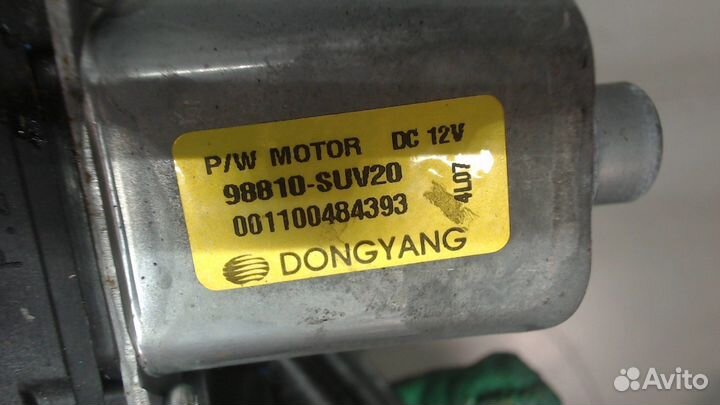 P/W MOTOR DC 12V
98810-SUV20
001100484393
4L07
DONGYANG
Avito